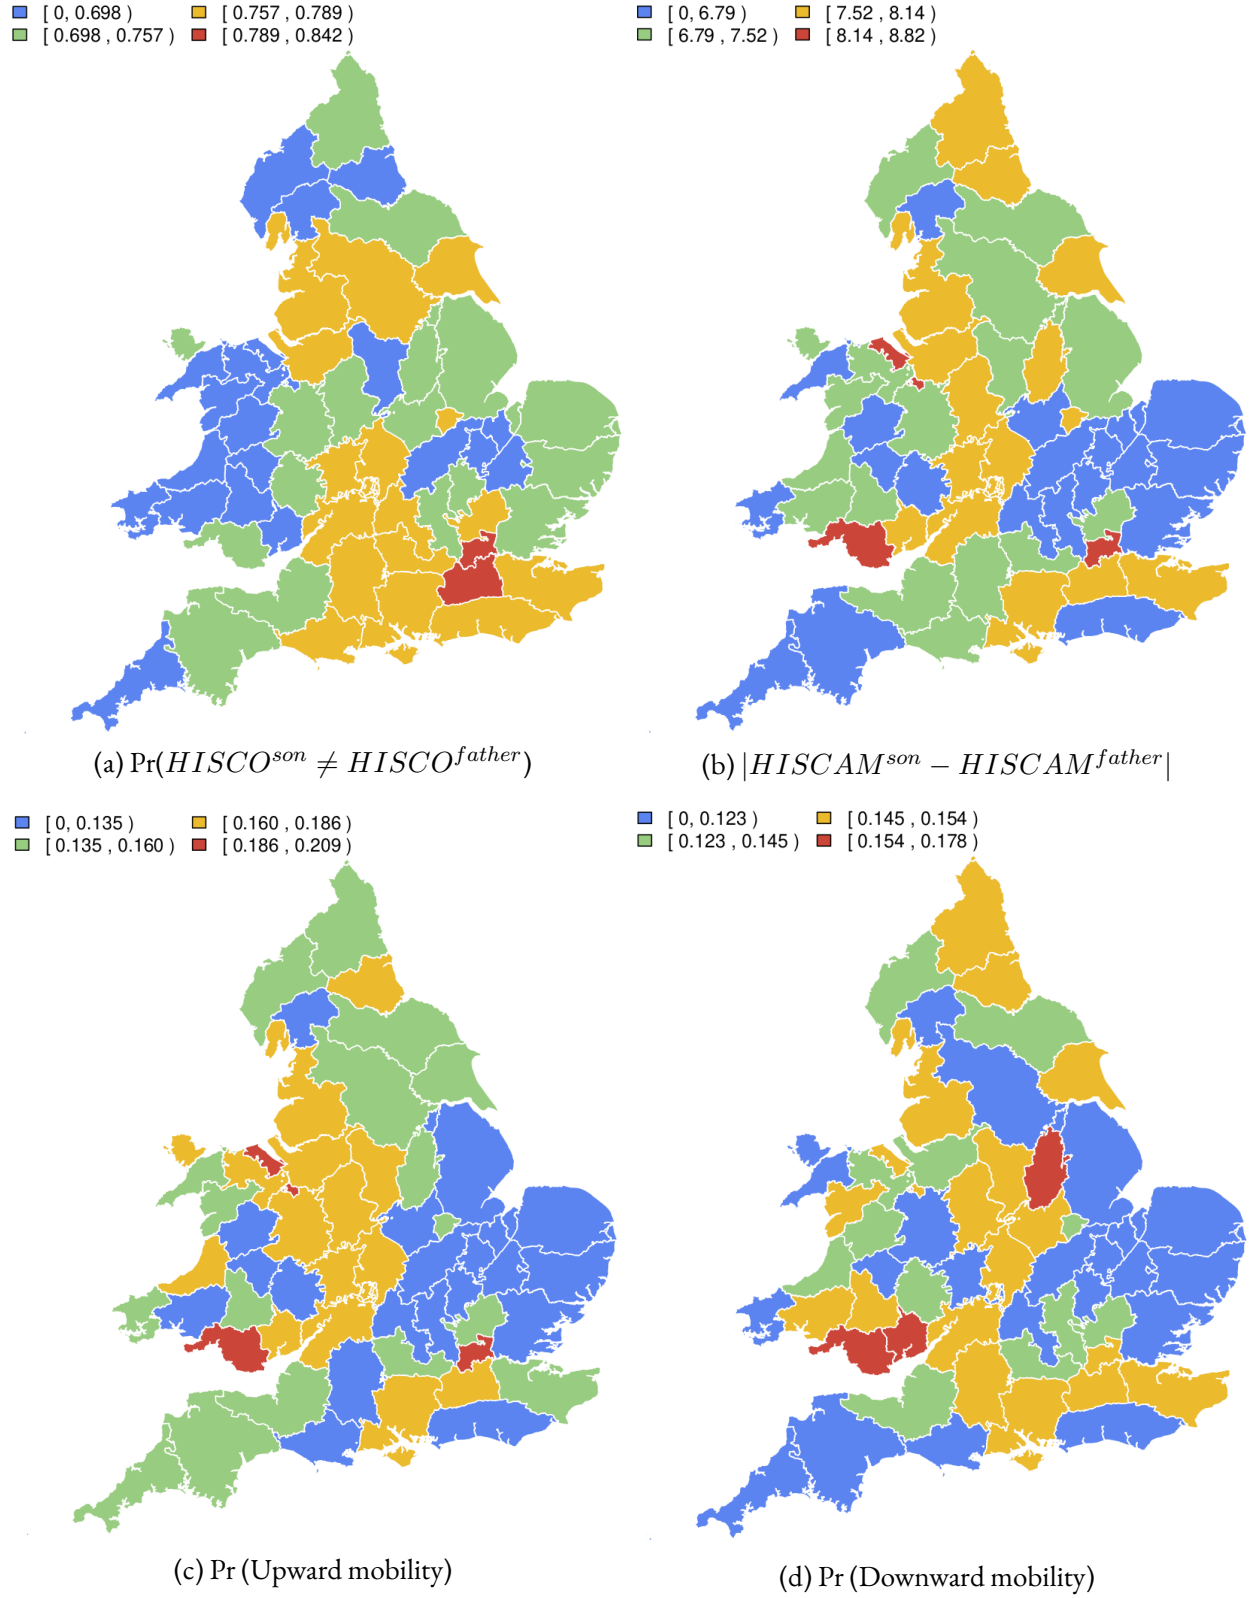 [ 0, 0.698 ) [ 0.757 , 0.789 )
[ 0.698 , 0.757 ) [ 0.789 , 0.842 )
[ 0, 6.79 ) [ 7.52 , 8.14 )
[ 6.79 , 7.52 ) [ 8.14 , 8.82 )
(a) Pr(HISCO^{son} ≠ HISCO^{father})
(b) |HISCAM^{son} − HISCAM^{father}|
[ 0, 0.135 ) [ 0.160 , 0.186 )
[ 0.135 , 0.160 ) [ 0.186 , 0.209 )
[ 0, 0.123 ) [ 0.145 , 0.154 )
[ 0.123 , 0.145 ) [ 0.154 , 0.178 )
(c) Pr (Upward mobility)
(d) Pr (Downward mobility)